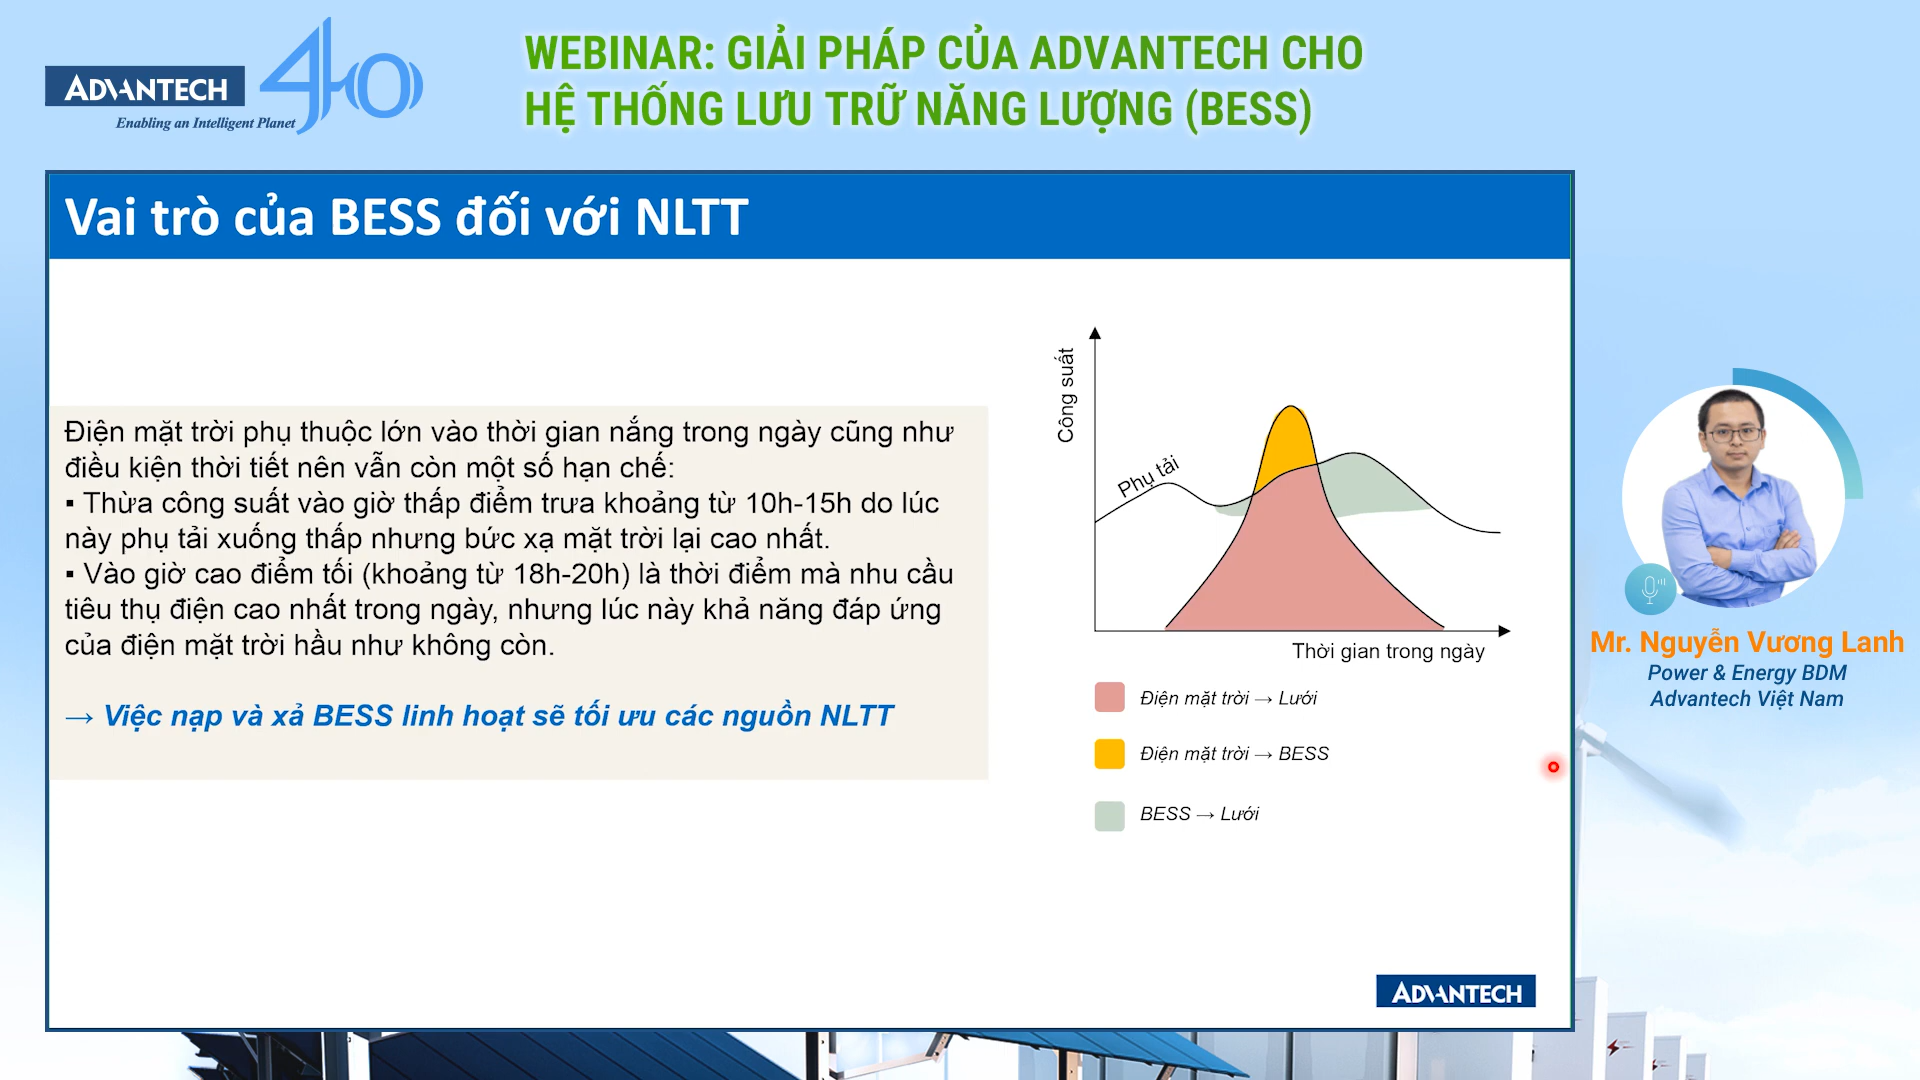 ADVANTECH
Enabling an Intelligent Planet
40
WEBINAR: GIẢI PHÁP CỦA ADVANTECH CHO
HỆ THỐNG LƯU TRỮ NĂNG LƯỢNG (BESS)
Vai trò của BESS đối với NLTT
Điện mặt trời phụ thuộc lớn vào thời gian nắng trong ngày cũng như
điều kiện thời tiết nên vẫn còn một số hạn chế:
▪ Thừa công suất vào giờ thấp điểm trưa khoảng từ 10h-15h do lúc
này phụ tải xuống thấp nhưng bức xạ mặt trời lại cao nhất.
▪ Vào giờ cao điểm tối (khoảng từ 18h-20h) là thời điểm mà nhu cầu
tiêu thụ điện cao nhất trong ngày, nhưng lúc này khả năng đáp ứng
của điện mặt trời hầu như không còn.
→ Việc nạp và xả BESS linh hoạt sẽ tối ưu các nguồn NLTT
Công suất
Phụ tải
Thời gian trong ngày
Điện mặt trời → Lưới
Điện mặt trời → BESS
BESS → Lưới
Mr. Nguyễn Vương Lanh
Power & Energy BDM
Advantech Việt Nam
ADVANTECH